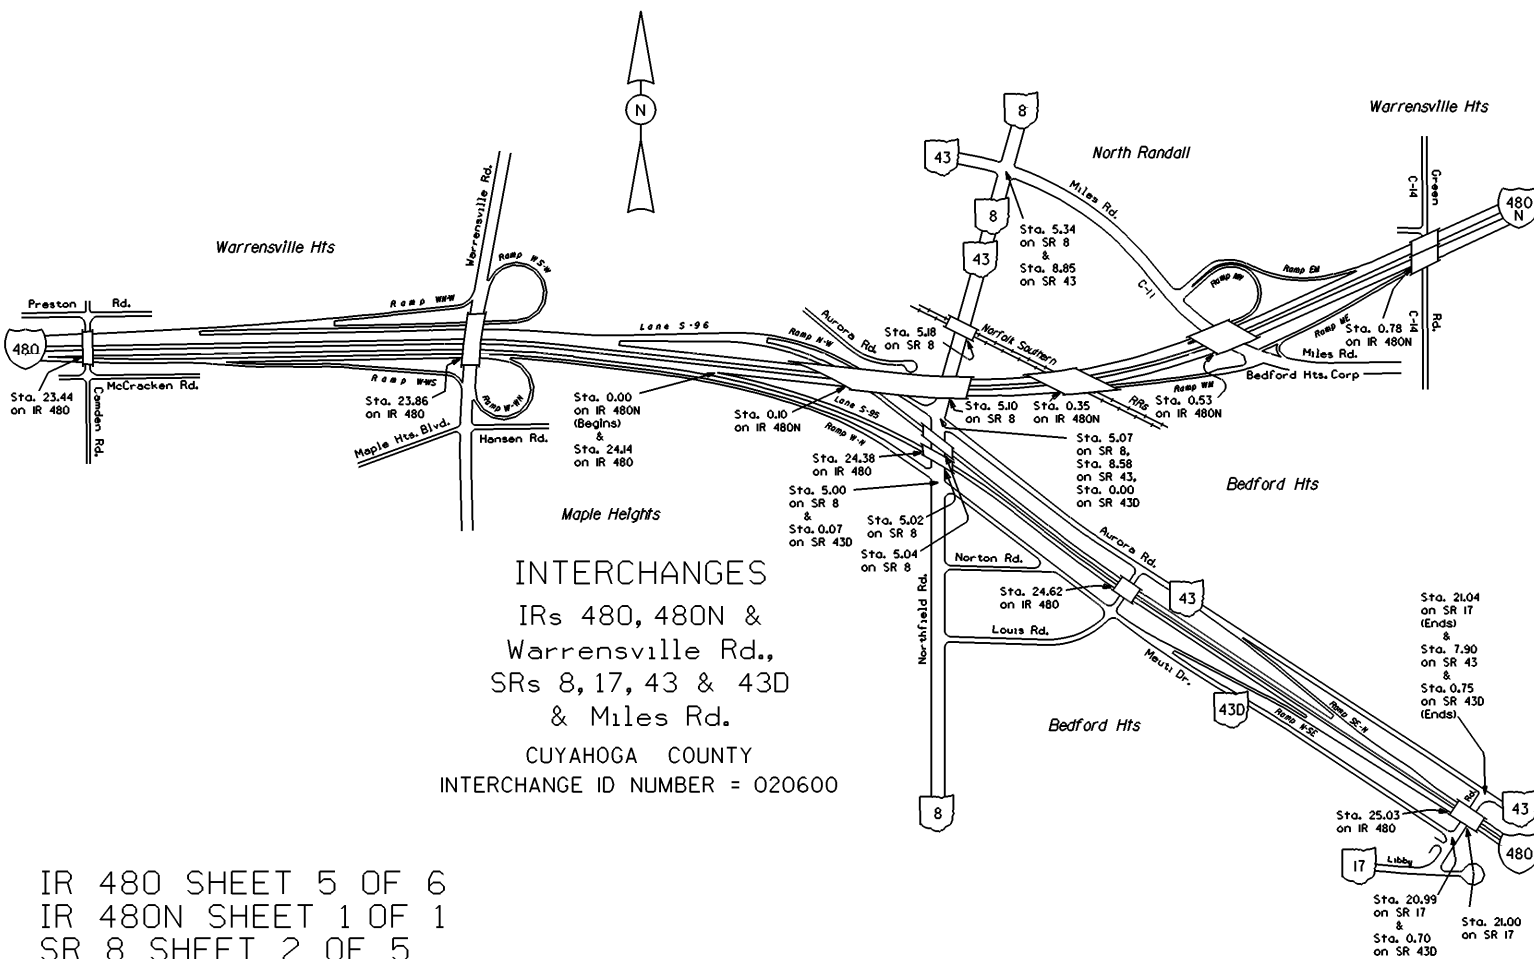 N
8
Warrensville Hts
43
North Randall
Miles Rd.
Green
C-14
480
N
8
Sta. 5.34
on SR 8
&
Sta. 8.85
on SR 43
43
Warrensville Rd.
Warrensville Hts
Ramp WS-W
Ramp EM
Ramp MW
C-11
Rd.
C-14
Preston Rd.
Ramp WN-W
Lane S-96
Aurora Rd.
Ramp N-W
Sta. 5.18
on SR 8
Norfolk Southern
RRs
Ramp ME
Sta. 0.78
on IR 480N
480
Miles Rd.
Bedford Hts. Corp
McCracken Rd.
Camden Rd.
Sta. 23.44
on IR 480
Ramp W-WS
Sta. 23.86
on IR 480
Ramp W-WN
Maple Hts. Blvd.
Hansen Rd.
Sta. 0.00
on IR 480N
(Begins)
&
Sta. 24.14
on IR 480
Sta. 0.10
on IR 480N
Lane S-95
Ramp W-N
Sta. 5.10
on SR 8
Sta. 0.35
on IR 480N
Ramp WM
Sta. 0.53
on IR 480N
Sta. 5.07
on SR 8,
Sta. 8.58
on SR 43,
Sta. 0.00
on SR 43D
Sta. 24.38
on IR 480
Sta. 5.00
on SR 8
&
Sta. 0.07
on SR 43D
Sta. 5.02
on SR 8
Sta. 5.04
on SR 8
Bedford Hts
Maple Heights
Aurora Rd.
Norton Rd.
Northfield Rd.
Louis Rd.
Sta. 24.62
on IR 480
43
Meuti Dr.
43D
Ramp W-SE
Ramp SE-N
Bedford Hts
Sta. 21.04
on SR 17
(Ends)
&
Sta. 7.90
on SR 43
&
Sta. 0.75
on SR 43D
(Ends)
INTERCHANGES
IRs 480, 480N &
Warrensville Rd.,
SRs 8, 17, 43 & 43D
& Miles Rd.
CUYAHOGA COUNTY
INTERCHANGE ID NUMBER = 020600
8
Sta. 25.03
on IR 480
Rd.
43
480
17
Libby
Sta. 20.99
on SR 17
&
Sta. 0.70
on SR 43D
Sta. 21.00
on SR 17
IR 480 SHEET 5 OF 6
IR 480N SHEET 1 OF 1
SR 8 SHEET 2 OF 5